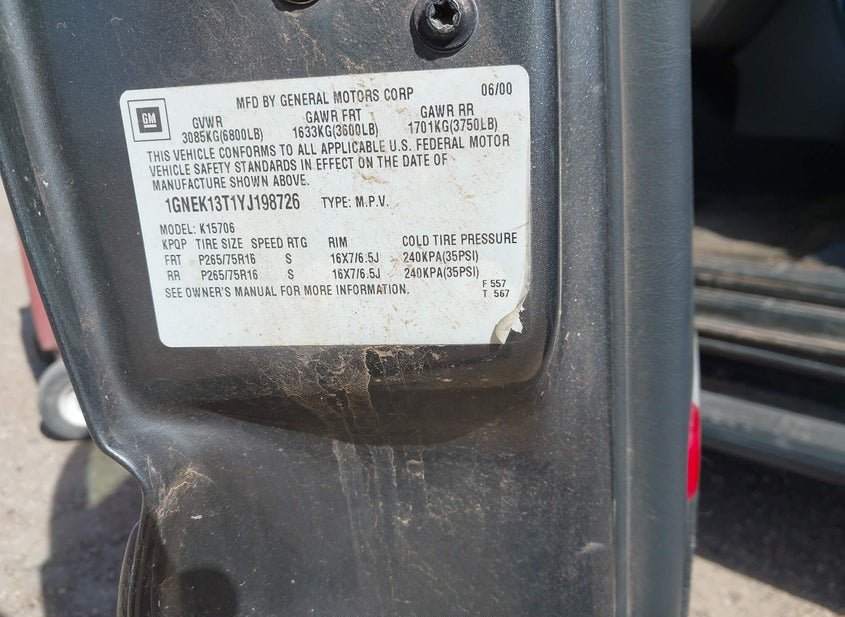 MFD BY GENERAL MOTORS CORP 06/00
GM
GVWR GAWR FRT GAWR RR
3085KG(6800LB) 1633KG(3600LB) 1701KG(3750LB)
THIS VEHICLE CONFORMS TO ALL APPLICABLE U.S. FEDERAL MOTOR
VEHICLE SAFETY STANDARDS IN EFFECT ON THE DATE OF
MANUFACTURE SHOWN ABOVE.
1GNEK13T1YJ198726 TYPE: M.P.V.
MODEL: K15706
KPQP TIRE SIZE SPEED RTG RIM COLD TIRE PRESSURE
FRT P265/75R16 S 16X7/6.5J 240KPA(35PSI)
RR P265/75R16 S 16X7/6.5J 240KPA(35PSI)
SEE OWNER'S MANUAL FOR MORE INFORMATION. F 557
T 567